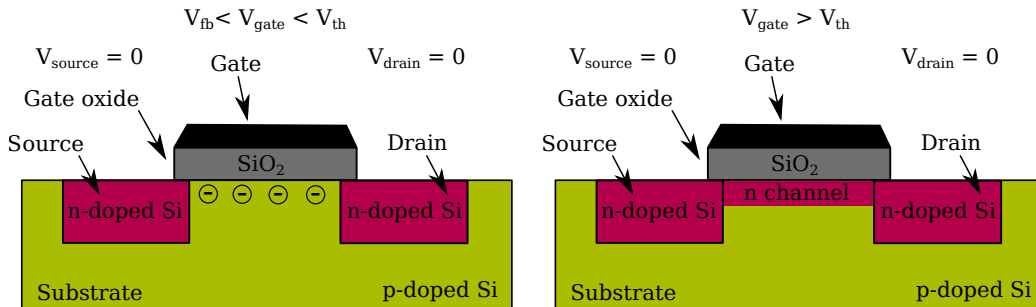 V_fb < V_gate < V_th
V_source = 0
V_drain = 0
Gate
Gate oxide
Source
Drain
SiO₂
n-doped Si
n-doped Si
Substrate
p-doped Si
V_gate > V_th
V_source = 0
V_drain = 0
Gate
Gate oxide
Source
Drain
SiO₂
n channel
n-doped Si
n-doped Si
Substrate
p-doped Si